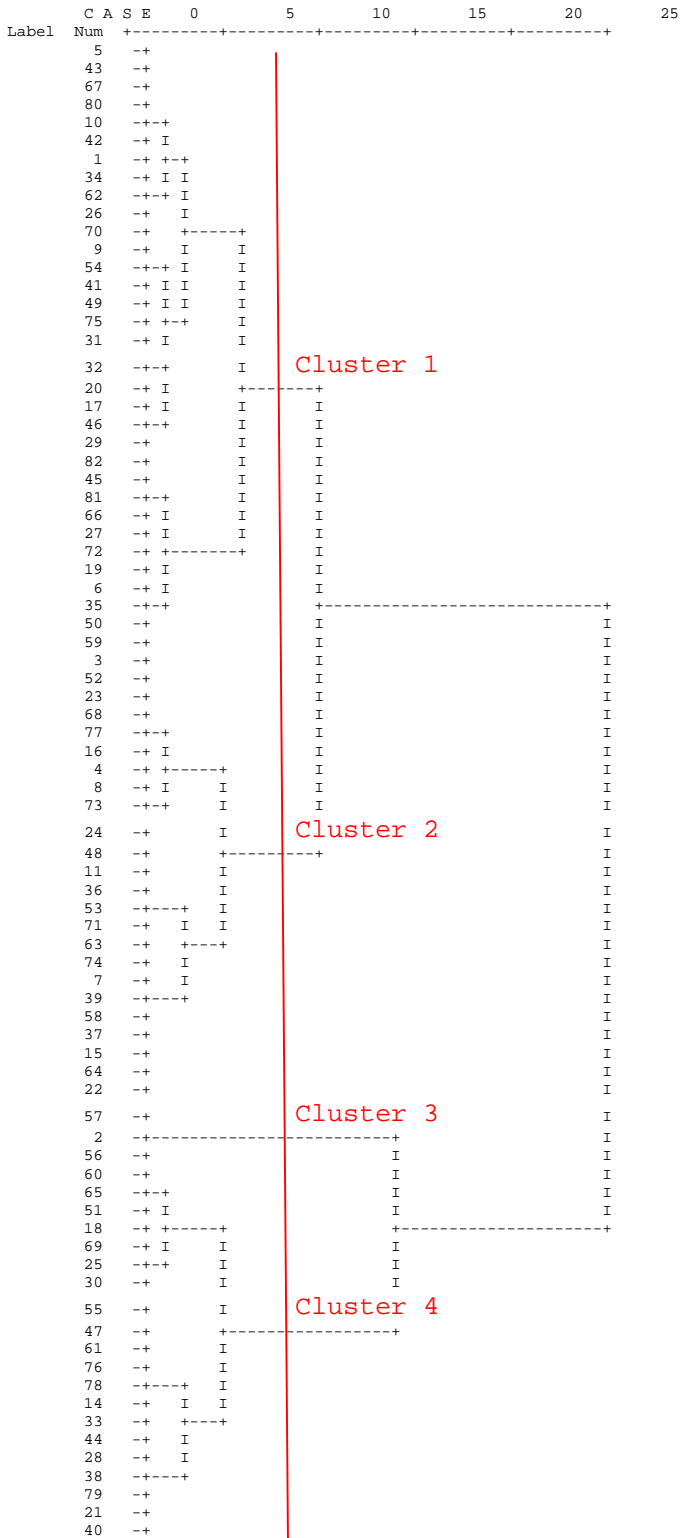 C A S E    0         5        10        15        20        25
Label  Num  +---------+---------+---------+---------+---------+
5   -+
43   -+
67   -+
80   -+
10   -+-+
42   -+ I
1   -+ +-+
34   -+ I I
62   -+-+ I
26   -+   I
70   -+   +-----+
9   -+   I     I
54   -+-+ I     I
41   -+ I I     I
49   -+ I I     I
75   -+ +-+     I
31   -+ I       I
32   -+-+       I     Cluster 1
20   -+ I       +-------+
17   -+ I       I       I
46   -+-+       I       I
29   -+         I       I
82   -+         I       I
45   -+         I       I
81   -+-+       I       I
66   -+ I       I       I
27   -+ I       I       I
72   -+ +-------+       I
19   -+ I               I
6   -+ I               I
35   -+-+               +-----------------------------+
50   -+                 I                             I
59   -+                 I                             I
3   -+                 I                             I
52   -+                 I                             I
23   -+                 I                             I
68   -+                 I                             I
77   -+-+               I                             I
16   -+ I               I                             I
4   -+ +-----+         I                             I
8   -+ I     I         I                             I
73   -+-+     I         I                             I
24   -+       I     Cluster 2     I
48   -+       +---------+                             I
11   -+       I                                       I
36   -+       I                                       I
53   -+---+   I                                       I
71   -+   I   I                                       I
63   -+   +---+                                       I
74   -+   I                                           I
7   -+   I                                           I
39   -+---+                                           I
58   -+                                               I
37   -+                                               I
15   -+                                               I
64   -+                                               I
22   -+                                               I
57   -+     Cluster 3     I
2   -+-------------------------+                     I
56   -+                         I                     I
60   -+                         I                     I
65   -+-+                       I                     I
51   -+ I                       I                     I
18   -+ +-----+                 +---------------------+
69   -+ I     I                 I
25   -+-+     I                 I
30   -+       I                 I
55   -+       I     Cluster 4
47   -+       +-----------------+
61   -+       I
76   -+       I
78   -+---+   I
14   -+   I   I
33   -+   +---+
44   -+   I
28   -+   I
38   -+---+
79   -+
21   -+
40   -+